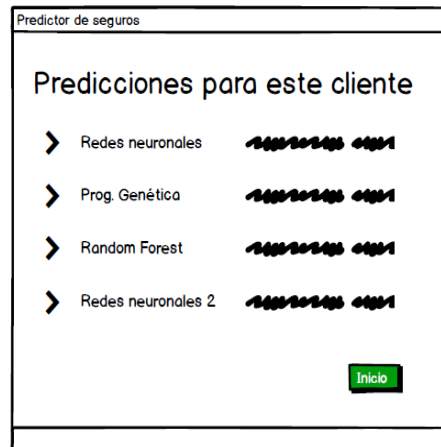 Predictor de seguros
Predicciones para este cliente
Redes neuronales
Prog. Genética
Random Forest
Redes neuronales 2
Inicio